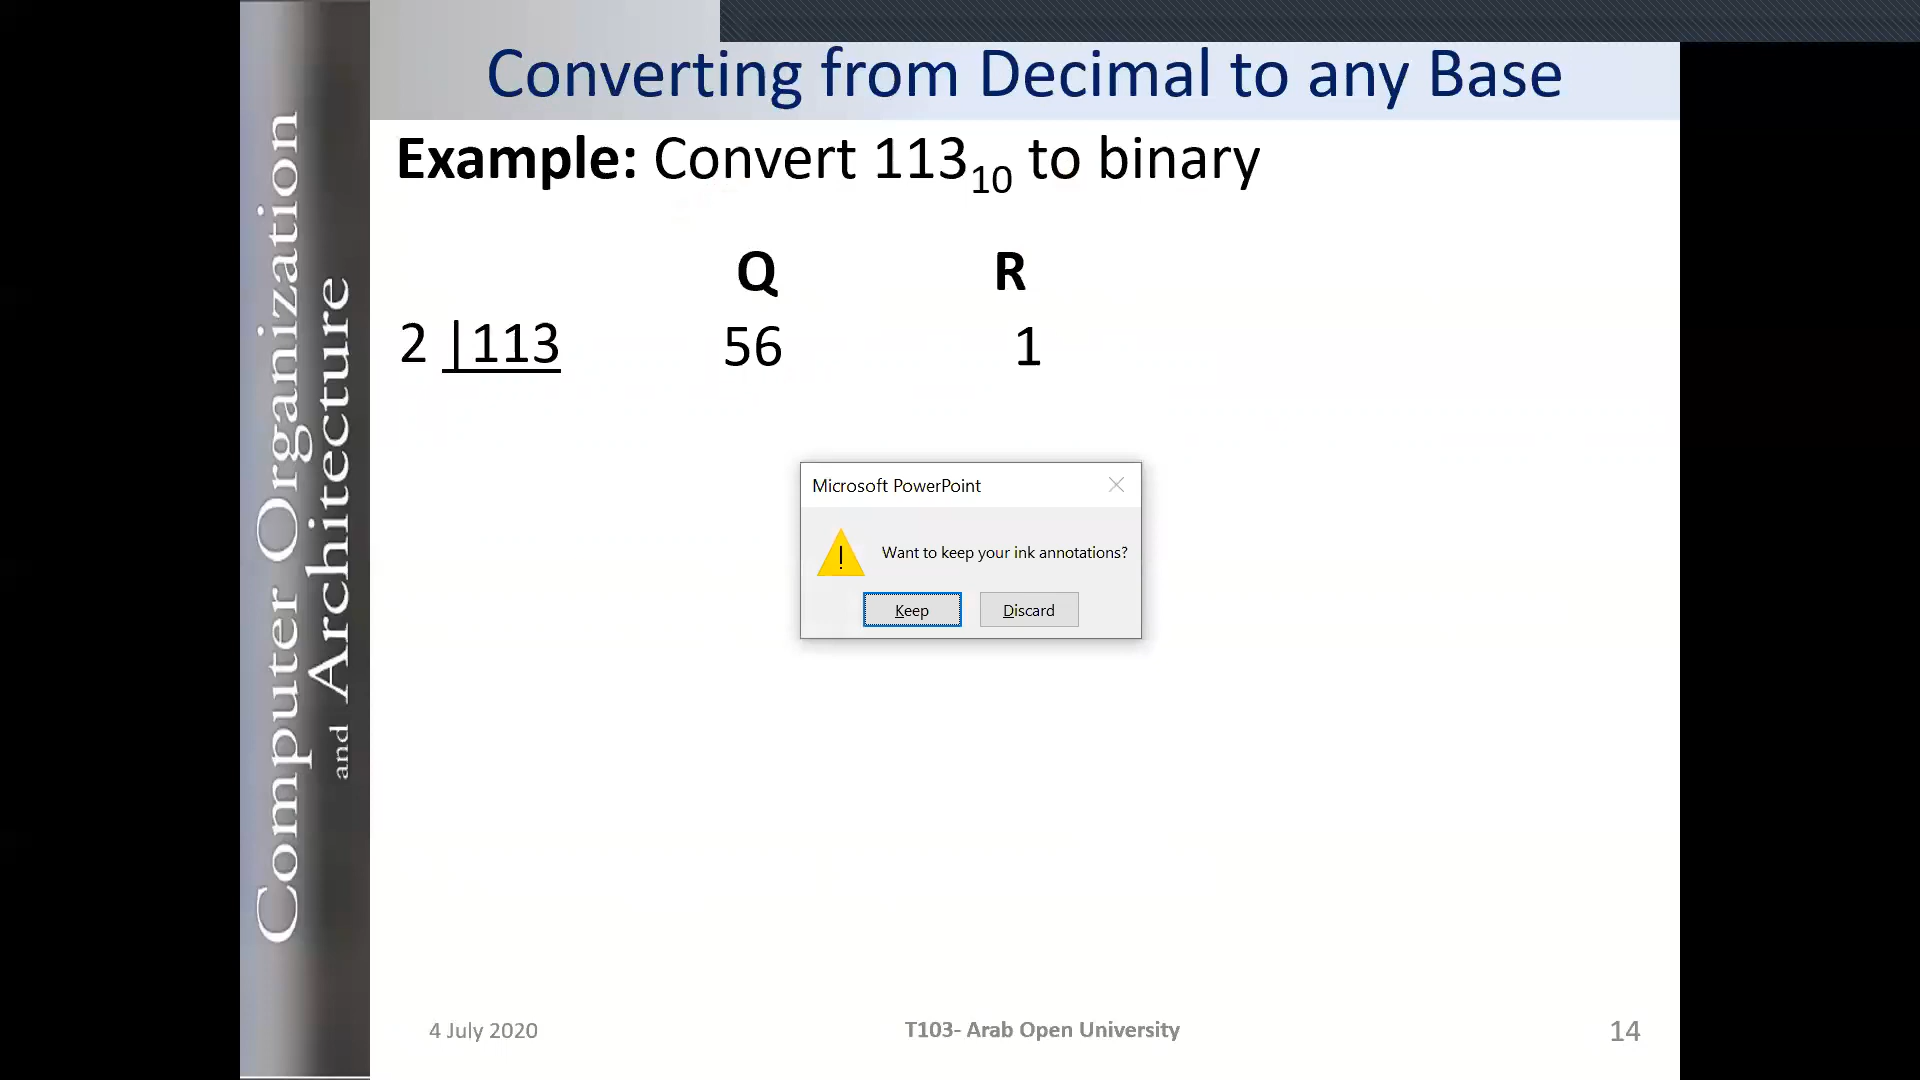 Computer Organization
and Architecture
Converting from Decimal to any Base
Example: Convert 113₁₀ to binary
Q R
2 |113 56 1
Microsoft PowerPoint
Want to keep your ink annotations?
Keep Discard
4 July 2020 T103- Arab Open University 14